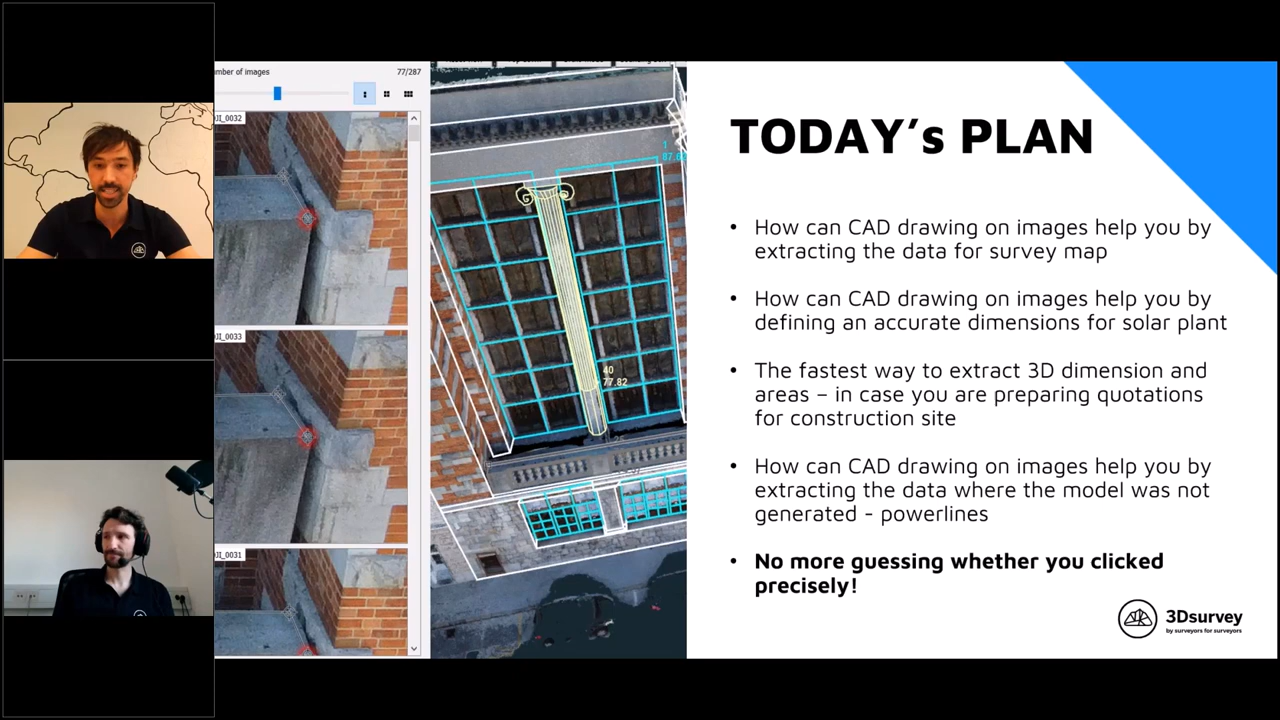 umber of images 77/287
DJI_0032
DJI_0033
DJI_0031
1
87.6
40
77.82
TODAY's PLAN
• How can CAD drawing on images help you by
extracting the data for survey map
• How can CAD drawing on images help you by
defining an accurate dimensions for solar plant
• The fastest way to extract 3D dimension and
areas – in case you are preparing quotations
for construction site
• How can CAD drawing on images help you by
extracting the data where the model was not
generated - powerlines
• No more guessing whether you clicked
precisely!
3Dsurvey
by surveyors for surveyors